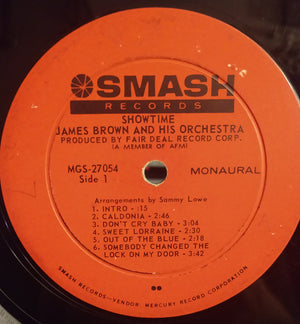 SMASH
RECORDS
SHOWTIME
JAMES BROWN AND HIS ORCHESTRA
PRODUCED BY FAIR DEAL RECORD CORP.
(A MEMBER OF AFM)
MGS-27054
Side 1
MONAURAL
Arrangements by Sammy Lowe
1. INTRO - :15
2. CALDONIA - 2:46
3. DON'T CRY BABY - 3:04
4. SWEET LORRAINE - 2:30
5. OUT OF THE BLUE - 2:18
6. SOMEBODY CHANGED THE
LOCK ON MY DOOR - 3:42
SMASH RECORDS—VENDOR: MERCURY RECORD CORPORATION